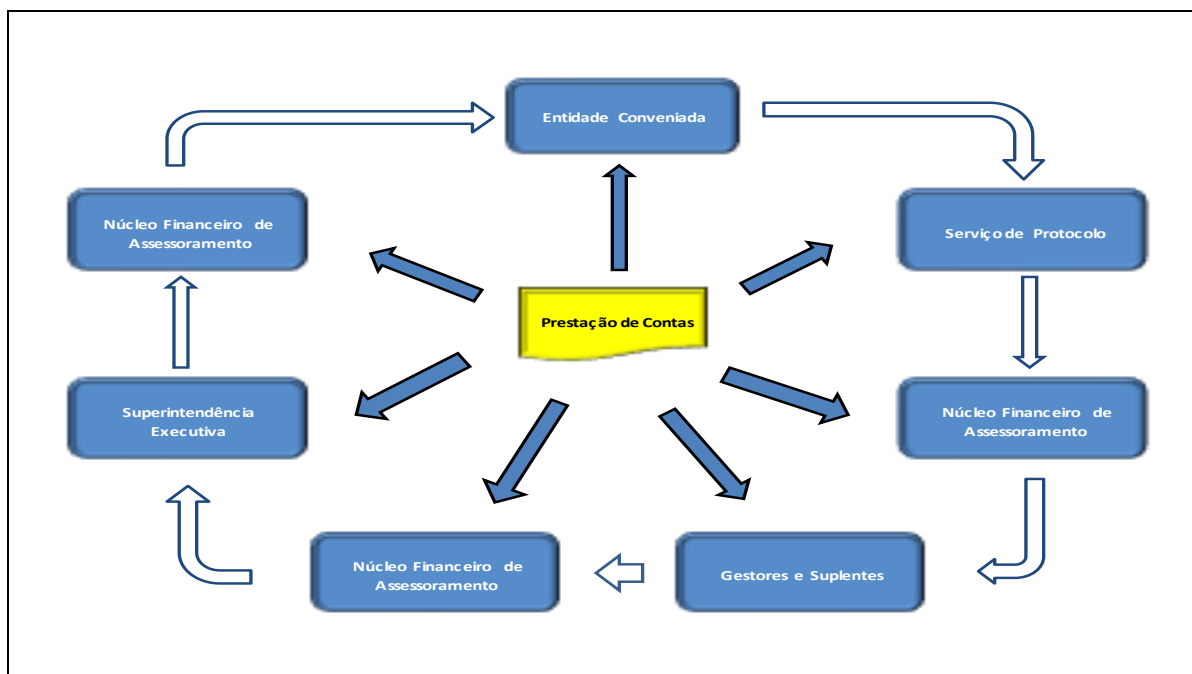 Entidade Conveniada
Núcleo Financeiro de
Assessoramento
Serviço de Protocolo
Prestação de Contas
Superintendência
Executiva
Núcleo Financeiro de
Assessoramento
Núcleo Financeiro de
Assessoramento
Gestores e Suplentes